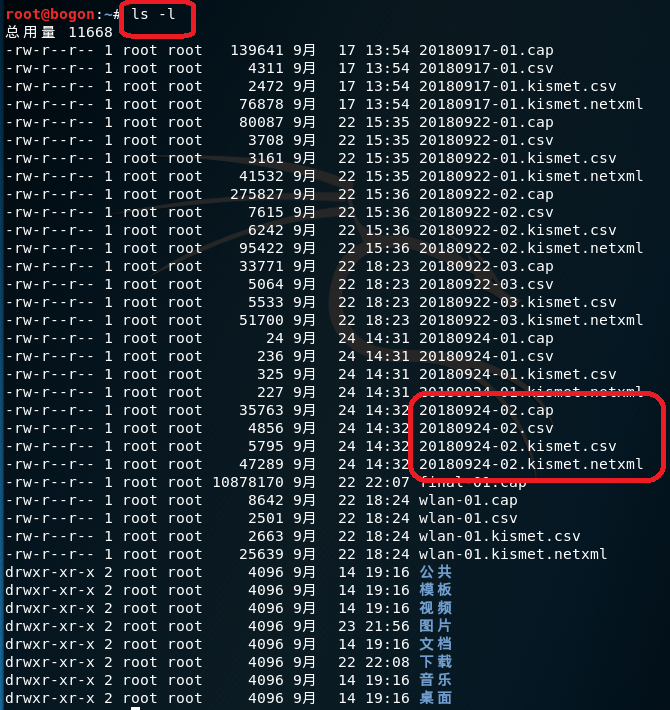 root@bogon:~# ls -l
总用量 11668
-rw-r--r-- 1 root root   139641 9月  17 13:54 20180917-01.cap
-rw-r--r-- 1 root root     4311 9月  17 13:54 20180917-01.csv
-rw-r--r-- 1 root root     2472 9月  17 13:54 20180917-01.kismet.csv
-rw-r--r-- 1 root root    76878 9月  17 13:54 20180917-01.kismet.netxml
-rw-r--r-- 1 root root    80087 9月  22 15:35 20180922-01.cap
-rw-r--r-- 1 root root     3708 9月  22 15:35 20180922-01.csv
-rw-r--r-- 1 root root     3161 9月  22 15:35 20180922-01.kismet.csv
-rw-r--r-- 1 root root    41532 9月  22 15:35 20180922-01.kismet.netxml
-rw-r--r-- 1 root root   275827 9月  22 15:36 20180922-02.cap
-rw-r--r-- 1 root root     7615 9月  22 15:36 20180922-02.csv
-rw-r--r-- 1 root root     6242 9月  22 15:36 20180922-02.kismet.csv
-rw-r--r-- 1 root root    95422 9月  22 15:36 20180922-02.kismet.netxml
-rw-r--r-- 1 root root    33771 9月  22 18:23 20180922-03.cap
-rw-r--r-- 1 root root     5064 9月  22 18:23 20180922-03.csv
-rw-r--r-- 1 root root     5533 9月  22 18:23 20180922-03.kismet.csv
-rw-r--r-- 1 root root    51700 9月  22 18:23 20180922-03.kismet.netxml
-rw-r--r-- 1 root root       24 9月  24 14:31 20180924-01.cap
-rw-r--r-- 1 root root      236 9月  24 14:31 20180924-01.csv
-rw-r--r-- 1 root root      325 9月  24 14:31 20180924-01.kismet.csv
-rw-r--r-- 1 root root      227 9月  24 14:31 20180924-01.kismet.netxml
-rw-r--r-- 1 root root    35763 9月  24 14:32 20180924-02.cap
-rw-r--r-- 1 root root     4856 9月  24 14:32 20180924-02.csv
-rw-r--r-- 1 root root     5795 9月  24 14:32 20180924-02.kismet.csv
-rw-r--r-- 1 root root    47289 9月  24 14:32 20180924-02.kismet.netxml
-rw-r--r-- 1 root root 10878170 9月  22 22:07 final-01.cap
-rw-r--r-- 1 root root     8642 9月  22 18:24 wlan-01.cap
-rw-r--r-- 1 root root     2501 9月  22 18:24 wlan-01.csv
-rw-r--r-- 1 root root     2663 9月  22 18:24 wlan-01.kismet.csv
-rw-r--r-- 1 root root    25639 9月  22 18:24 wlan-01.kismet.netxml
drwxr-xr-x 2 root root     4096 9月  14 19:16 公共
drwxr-xr-x 2 root root     4096 9月  14 19:16 模板
drwxr-xr-x 2 root root     4096 9月  14 19:16 视频
drwxr-xr-x 2 root root     4096 9月  23 21:56 图片
drwxr-xr-x 2 root root     4096 9月  14 19:16 文档
drwxr-xr-x 2 root root     4096 9月  22 22:08 下载
drwxr-xr-x 2 root root     4096 9月  14 19:16 音乐
drwxr-xr-x 2 root root     4096 9月  14 19:16 桌面